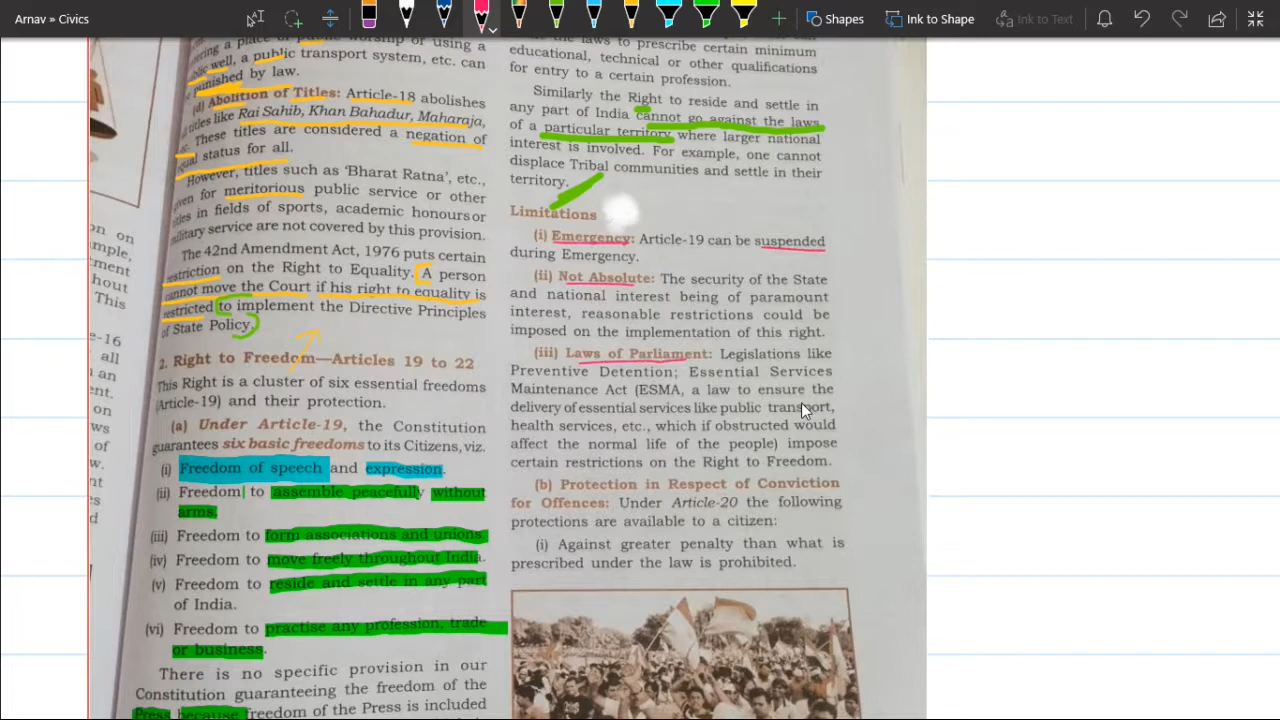 Arnav » Civics
Shapes
Ink to Shape
Ink to Text
on on
ample,
tment
hout
This
e-16
all
an
ent.
on
ws
of
w.
nt
es
d
a place of public worship or using a
well, a public transport system, etc. can
punished by law.
(d) Abolition of Titles: Article-18 abolishes
titles like Rai Sahib, Khan Bahadur, Maharaja,
These titles are considered a negation of
equal status for all.
However, titles such as ‘Bharat Ratna’, etc.,
given for meritorious public service or other
titles in fields of sports, academic honours or
military service are not covered by this provision.
The 42nd Amendment Act, 1976 puts certain
restriction on the Right to Equality. A person
cannot move the Court if his right to equality is
restricted to implement the Directive Principles
of State Policy.
2. Right to Freedom—Articles 19 to 22
This Right is a cluster of six essential freedoms
(Article-19) and their protection.
(a) Under Article-19, the Constitution
guarantees six basic freedoms to its Citizens, viz.
(i) Freedom of speech and expression.
(ii) Freedom to assemble peacefully without
arms.
(iii) Freedom to form associations and unions.
(iv) Freedom to move freely throughout India.
(v) Freedom to reside and settle in any part
of India.
(vi) Freedom to practise any profession, trade
or business.
There is no specific provision in our
Constitution guaranteeing the freedom of the
Press because freedom of the Press is included
the laws to prescribe certain minimum
educational, technical or other qualifications
for entry to a certain profession.
Similarly the Right to reside and settle in
any part of India cannot go against the laws
of a particular territory where larger national
interest is involved. For example, one cannot
displace Tribal communities and settle in their
territory.
Limitations
(i) Emergency: Article-19 can be suspended
during Emergency.
(ii) Not Absolute: The security of the State
and national interest being of paramount
interest, reasonable restrictions could be
imposed on the implementation of this right.
(iii) Laws of Parliament: Legislations like
Preventive Detention; Essential Services
Maintenance Act (ESMA, a law to ensure the
delivery of essential services like public transport,
health services, etc., which if obstructed would
affect the normal life of the people) impose
certain restrictions on the Right to Freedom.
(b) Protection in Respect of Conviction
for Offences: Under Article-20 the following
protections are available to a citizen:
(i) Against greater penalty than what is
prescribed under the law is prohibited.